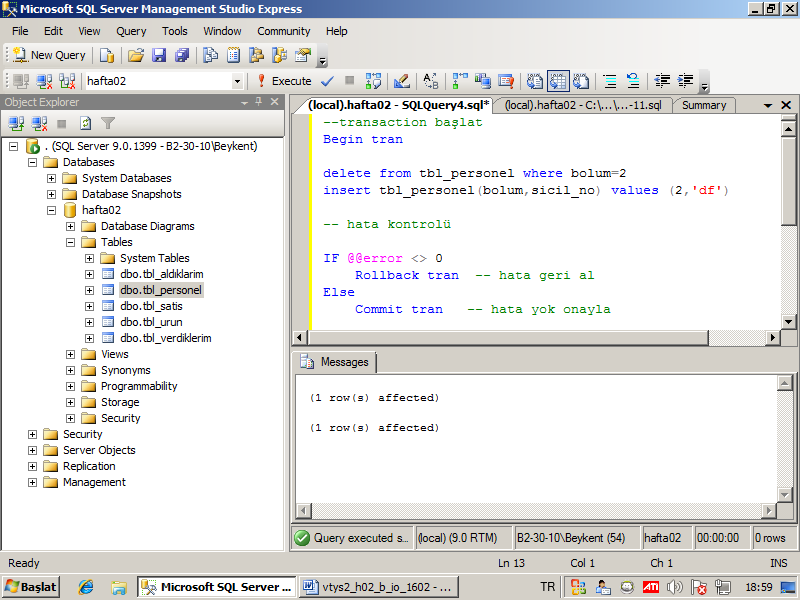 Microsoft SQL Server Management Studio Express
File Edit View Query Tools Window Community Help
New Query
hafta02 Execute
Object Explorer
(local).hafta02 - SQLQuery4.sql* (local).hafta02 - C:\...\...-11.sql Summary
. (SQL Server 9.0.1399 - B2-30-10\Beykent)
Databases
System Databases
Database Snapshots
hafta02
Database Diagrams
Tables
System Tables
dbo.tbl_aldiklarim
dbo.tbl_personel
dbo.tbl_satis
dbo.tbl_urun
dbo.tbl_verdiklerim
Views
Synonyms
Programmability
Storage
Security
Security
Server Objects
Replication
Management
--transaction başlat
Begin tran
delete from tbl_personel where bolum=2
insert tbl_personel(bolum,sicil_no) values (2,'df')
-- hata kontrolü
IF @@error <> 0
Rollback tran -- hata geri al
Else
Commit tran -- hata yok onayla
Messages
(1 row(s) affected)
(1 row(s) affected)
Query executed s... (local) (9.0 RTM) B2-30-10\Beykent (54) hafta02 00:00:00 0 rows
Ready Ln 13 Col 1 Ch 1 INS
Başlat Microsoft SQL Server ... vtys2_h02_b_io_1602 - ... TR ATI 18:59